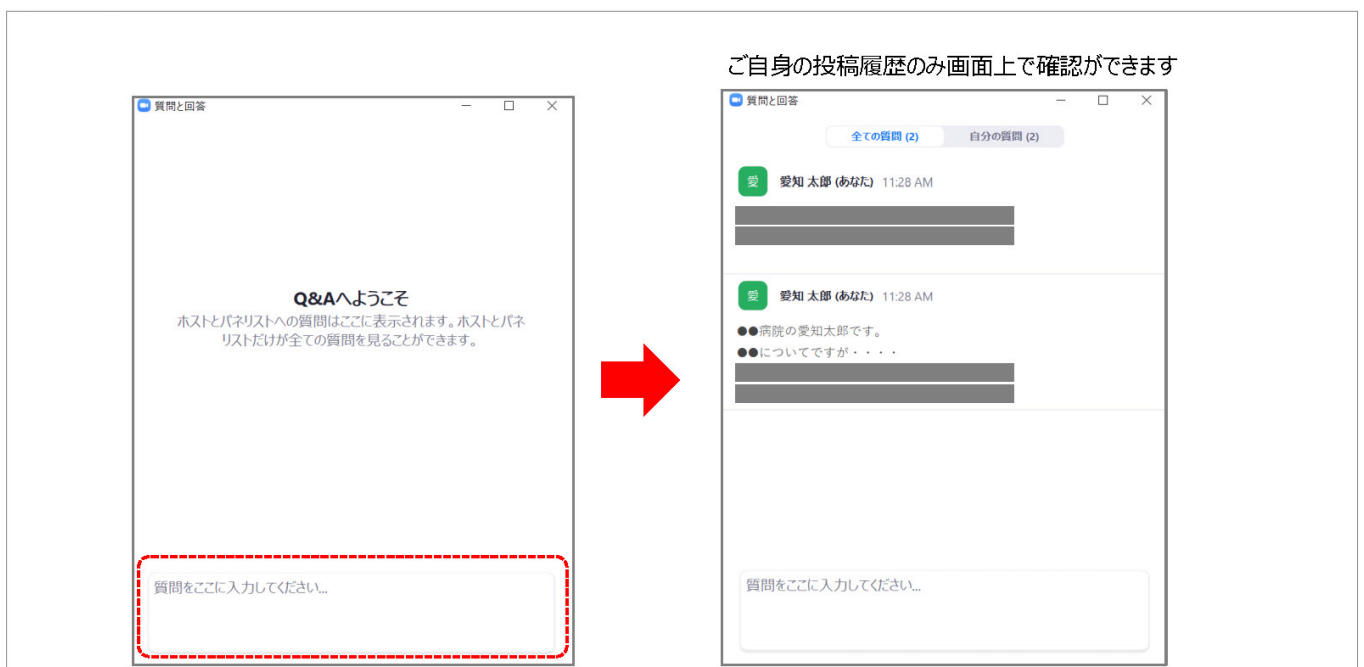 ご自身の投稿履歴のみ画面上で確認ができます
質問と回答
Q&Aへようこそ
ホストとパネリストへの質問はここに表示されます。ホストとパネ
リストだけが全ての質問を見ることができます。
質問をここに入力してください...
質問と回答
全ての質問 (2) 自分の質問 (2)
愛 愛知 太郎 (あなた) 11:28 AM
愛 愛知 太郎 (あなた) 11:28 AM
●●病院の愛知太郎です。
●●についてですが・・・・
質問をここに入力してください...